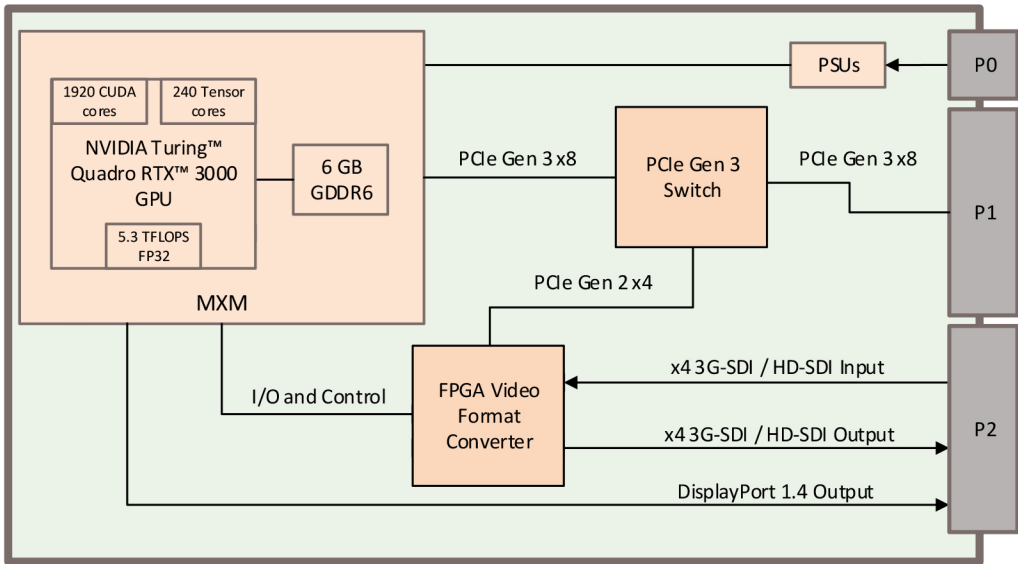 1920 CUDA
cores
240 Tensor
cores
NVIDIA Turing™
Quadro RTX™ 3000
GPU
5.3 TFLOPS
FP32
6 GB
GDDR6
MXM
PSUs
P0
PCIe Gen 3 x8
PCIe Gen 3
Switch
PCIe Gen 3 x8
P1
PCIe Gen 2 x4
I/O and Control
FPGA Video
Format
Converter
x4 3G-SDI / HD-SDI Input
x4 3G-SDI / HD-SDI Output
DisplayPort 1.4 Output
P2